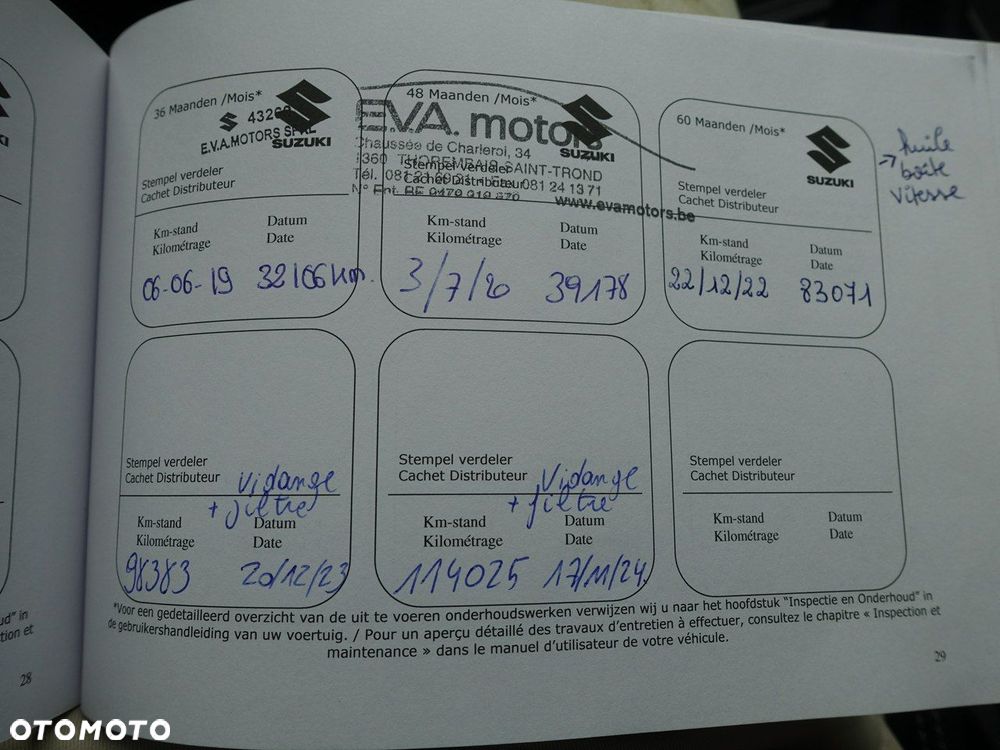 36 Maanden /Mois*
E.V.A.MOTORS SPRL
SUZUKI
Stempel verdeler
Cachet Distributeur
Km-stand Datum
Kilométrage Date
06-06-19 32166 km.
48 Maanden /Mois*
E.V.A. motors
SUZUKI
Chaussée de Charleroi, 34
1360 THOREMBAIS-SAINT-TROND
Stempel verdeler
Cachet Distributeur
081 24 13 71
www.evamotors.be
Km-stand Datum
Kilométrage Date
3/7/20 39178
60 Maanden /Mois*
SUZUKI
Stempel verdeler
Cachet Distributeur
Km-stand Datum
Kilométrage Date
22/12/22 83071
→ huile
boîte
vitesse
Stempel verdeler
Cachet Distributeur
Vidange
+ filtre
Km-stand Datum
Kilométrage Date
98383 20/12/23
Stempel verdeler
Cachet Distributeur
Vidange
+ filtre
Km-stand Datum
Kilométrage Date
114025 17/11/24
Stempel verdeler
Cachet Distributeur
Km-stand Datum
Kilométrage Date
*Voor een gedetailleerd overzicht van de uit te voeren onderhoudswerken verwijzen wij u naar het hoofdstuk "Inspectie en Onderhoud" in
de gebruikershandleiding van uw voertuig. / Pour un aperçu détaillé des travaux d'entretien à effectuer, consultez le chapitre « Inspection et
maintenance » dans le manuel d'utilisateur de votre véhicule.
29
28
OTOMOTO